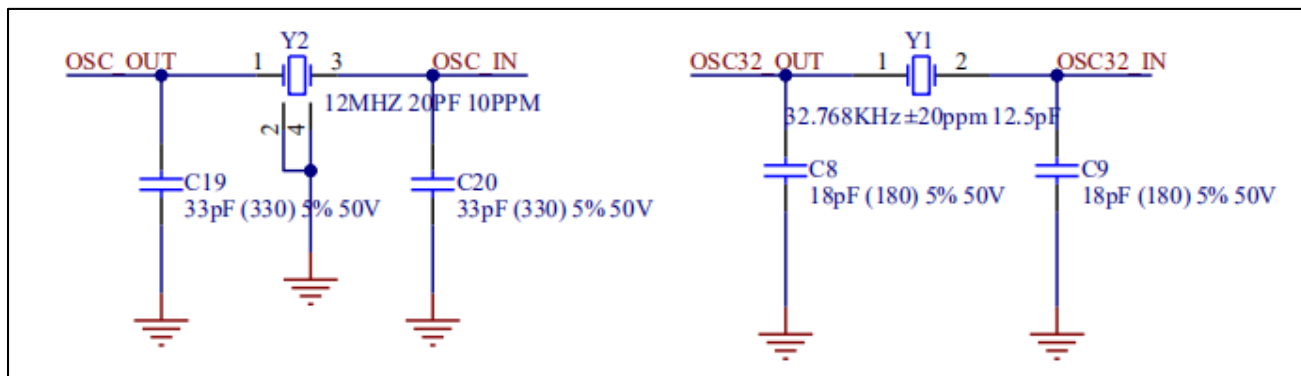 OSC_OUT
1
Y2
3
OSC_IN
12MHZ 20PF 10PPM
2
4
C19
33pF (330) 5% 50V
C20
33pF (330) 5% 50V
OSC32_OUT
1
Y1
2
OSC32_IN
32.768KHz ±20ppm 12.5pF
C8
18pF (180) 5% 50V
C9
18pF (180) 5% 50V